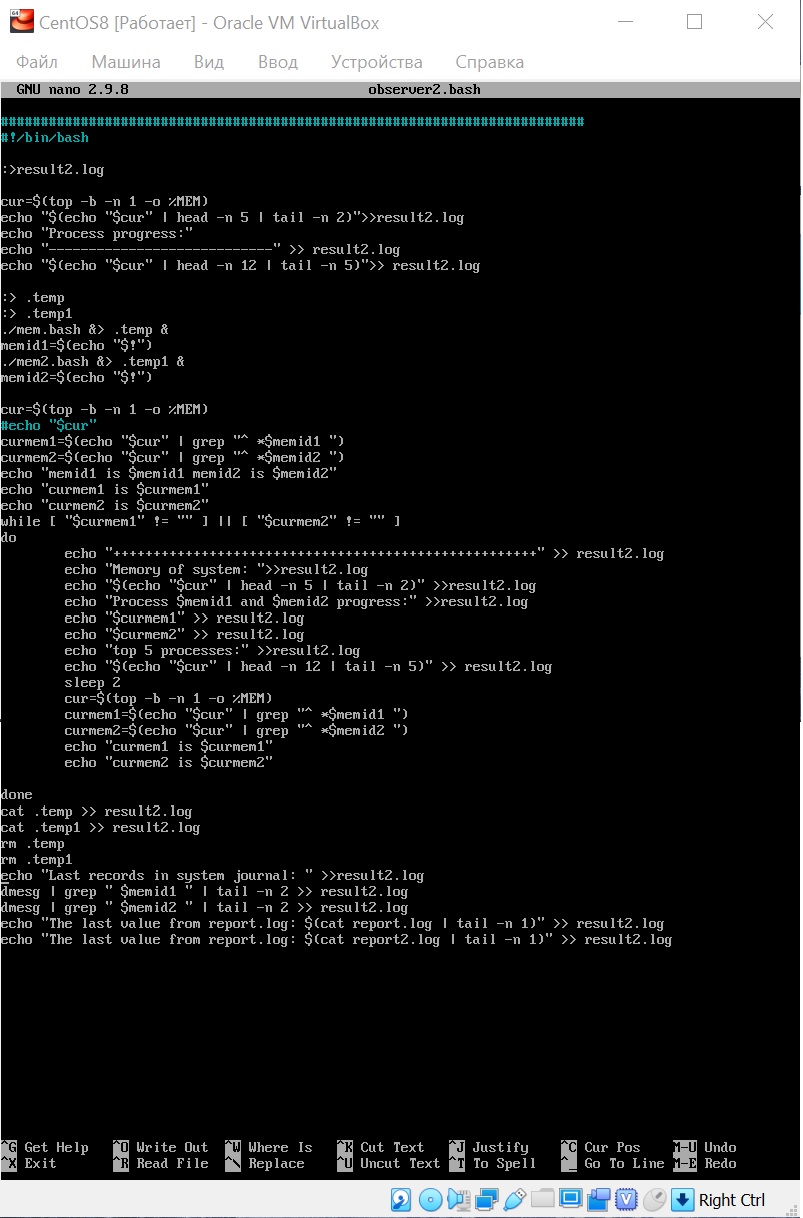 CentOS8 [Работает] - Oracle VM VirtualBox
Файл Машина Вид Ввод Устройства Справка
GNU nano 2.9.8 observer2.bash
#########################################################################
#!/bin/bash
:>result2.log
cur=$(top -b -n 1 -o %MEM)
echo "$(echo "$cur" | head -n 5 | tail -n 2)">>result2.log
echo "Process progress:"
echo "----------------------------" >> result2.log
echo "$(echo "$cur" | head -n 12 | tail -n 5)">> result2.log
:> .temp
:> .temp1
./mem.bash &> .temp &
memid1=$(echo "$!")
./mem2.bash &> .temp1 &
memid2=$(echo "$!")
cur=$(top -b -n 1 -o %MEM)
#echo "$cur"
curmem1=$(echo "$cur" | grep "^ *$memid1 ")
curmem2=$(echo "$cur" | grep "^ *$memid2 ")
echo "memid1 is $memid1 memid2 is $memid2"
echo "curmem1 is $curmem1"
echo "curmem2 is $curmem2"
while [ "$curmem1" != "" ] || [ "$curmem2" != "" ]
do
echo "+++++++++++++++++++++++++++++++++++++++++++++++++++++" >> result2.log
echo "Memory of system: ">>result2.log
echo "$(echo "$cur" | head -n 5 | tail -n 2)" >>result2.log
echo "Process $memid1 and $memid2 progress:" >>result2.log
echo "$curmem1" >> result2.log
echo "$curmem2" >> result2.log
echo "top 5 processes:" >>result2.log
echo "$(echo "$cur" | head -n 12 | tail -n 5)" >> result2.log
sleep 2
cur=$(top -b -n 1 -o %MEM)
curmem1=$(echo "$cur" | grep "^ *$memid1 ")
curmem2=$(echo "$cur" | grep "^ *$memid2 ")
echo "curmem1 is $curmem1"
echo "curmem2 is $curmem2"
done
cat .temp >> result2.log
cat .temp1 >> result2.log
rm .temp
rm .temp1
echo "Last records in system journal: " >>result2.log
dmesg | grep " $memid1 " | tail -n 2 >> result2.log
dmesg | grep " $memid2 " | tail -n 2 >> result2.log
echo "The last value from report.log: $(cat report.log | tail -n 1)" >> result2.log
echo "The last value from report.log: $(cat report2.log | tail -n 1)" >> result2.log
^G Get Help ^O Write Out ^W Where Is ^K Cut Text ^J Justify ^C Cur Pos M-U Undo
^X Exit ^R Read File ^\ Replace ^U Uncut Text ^T To Spell ^_ Go To Line M-E Redo
Right Ctrl